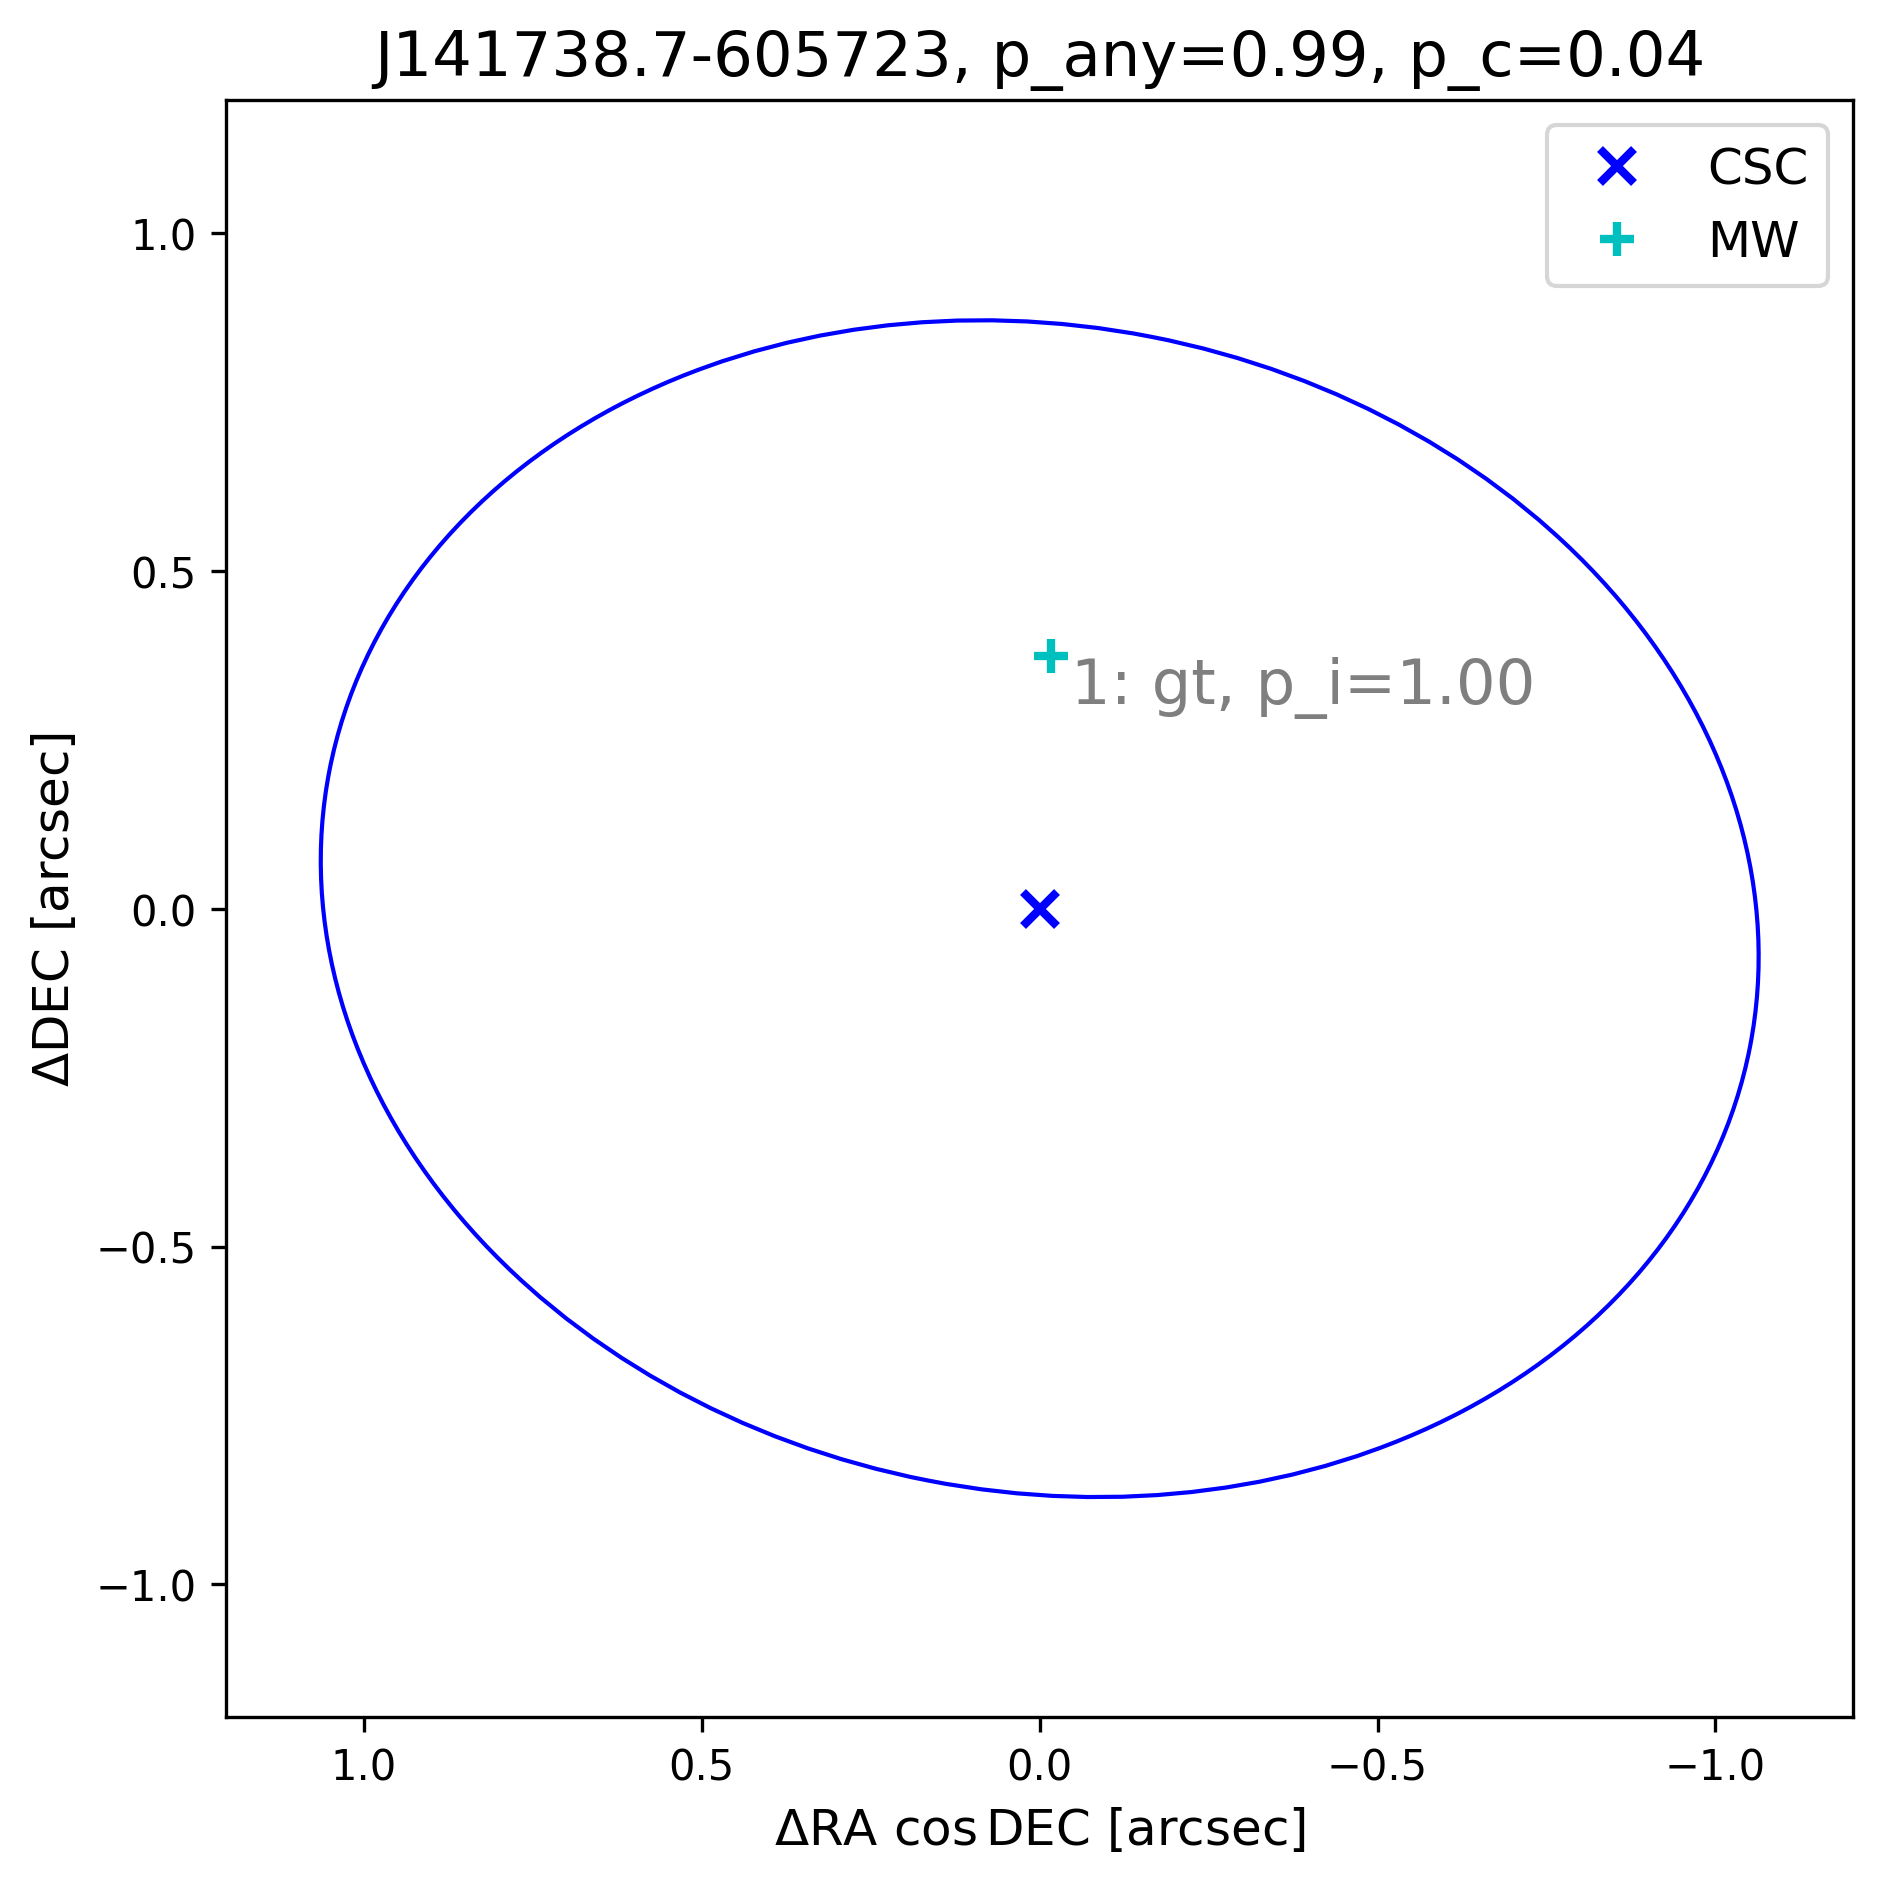 J141738.7-605723, p_any=0.99, p_c=0.04
CSC
MW
1.0
0.5
0.0
−0.5
−1.0
ΔDEC [arcsec]
1: gt, p_i=1.00
1.0
0.5
0.0
−0.5
−1.0
ΔRA cos DEC [arcsec]